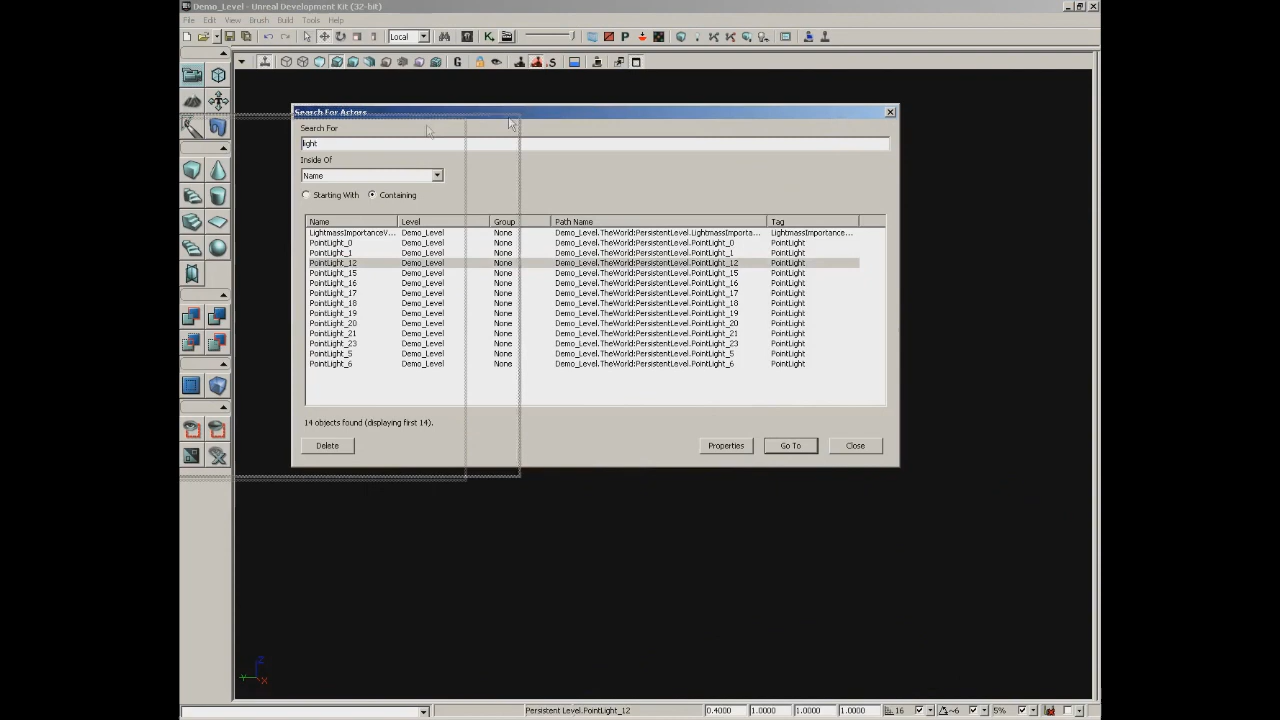 Demo_Level - Unreal Development Kit (32-bit)
File Edit View Brush Build Tools Help
Local
G
P
K
S
Search For Actors
Search For
light
Inside Of
Name
Starting With Containing
Name Level Group Path Name Tag
LightmassImportanceV... Demo_Level None Demo_Level.TheWorld:PersistentLevel.LightmassImporta... LightmassImportance...
PointLight_0 Demo_Level None Demo_Level.TheWorld:PersistentLevel.PointLight_0 PointLight
PointLight_1 Demo_Level None Demo_Level.TheWorld:PersistentLevel.PointLight_1 PointLight
PointLight_12 Demo_Level None Demo_Level.TheWorld:PersistentLevel.PointLight_12 PointLight
PointLight_15 Demo_Level None Demo_Level.TheWorld:PersistentLevel.PointLight_15 PointLight
PointLight_16 Demo_Level None Demo_Level.TheWorld:PersistentLevel.PointLight_16 PointLight
PointLight_17 Demo_Level None Demo_Level.TheWorld:PersistentLevel.PointLight_17 PointLight
PointLight_18 Demo_Level None Demo_Level.TheWorld:PersistentLevel.PointLight_18 PointLight
PointLight_19 Demo_Level None Demo_Level.TheWorld:PersistentLevel.PointLight_19 PointLight
PointLight_20 Demo_Level None Demo_Level.TheWorld:PersistentLevel.PointLight_20 PointLight
PointLight_21 Demo_Level None Demo_Level.TheWorld:PersistentLevel.PointLight_21 PointLight
PointLight_23 Demo_Level None Demo_Level.TheWorld:PersistentLevel.PointLight_23 PointLight
PointLight_5 Demo_Level None Demo_Level.TheWorld:PersistentLevel.PointLight_5 PointLight
PointLight_6 Demo_Level None Demo_Level.TheWorld:PersistentLevel.PointLight_6 PointLight
14 objects found (displaying first 14).
Delete Properties Go To Close
Z
Y X
Persistent Level.PointLight_12 0.4000 1.0000 1.0000 1.0000 16 ~6 5%